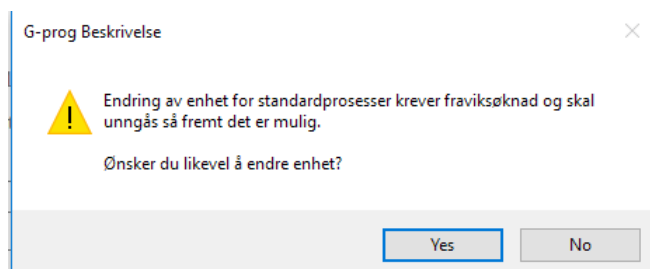 G-prog Beskrivelse
Endring av enhet for standardprosesser krever fraviksøknad og skal
unngås så fremt det er mulig.
Ønsker du likevel å endre enhet?
Yes
No